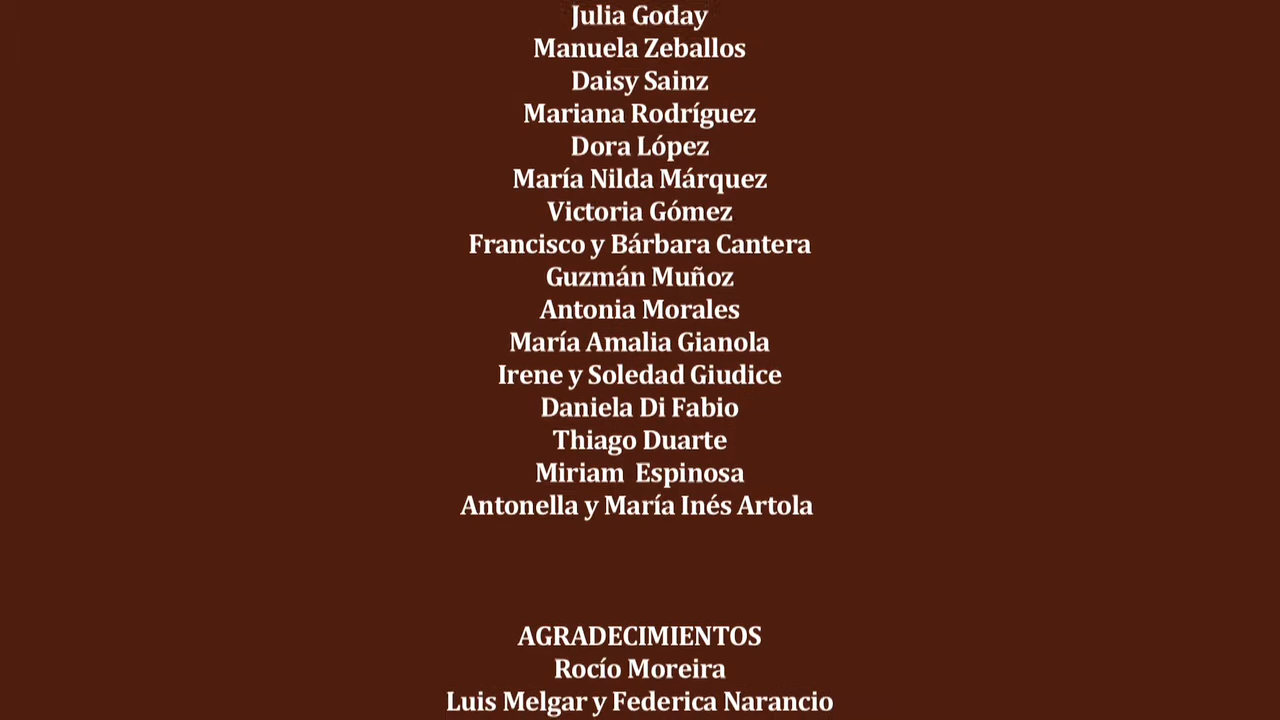 Julia Goday
Manuela Zeballos
Daisy Sainz
Mariana Rodríguez
Dora López
María Nilda Márquez
Victoria Gómez
Francisco y Bárbara Cantera
Guzmán Muñoz
Antonia Morales
María Amalia Gianola
Irene y Soledad Giudice
Daniela Di Fabio
Thiago Duarte
Miriam  Espinosa
Antonella y María Inés Artola
AGRADECIMIENTOS
Rocío Moreira
Luis Melgar y Federica Narancio